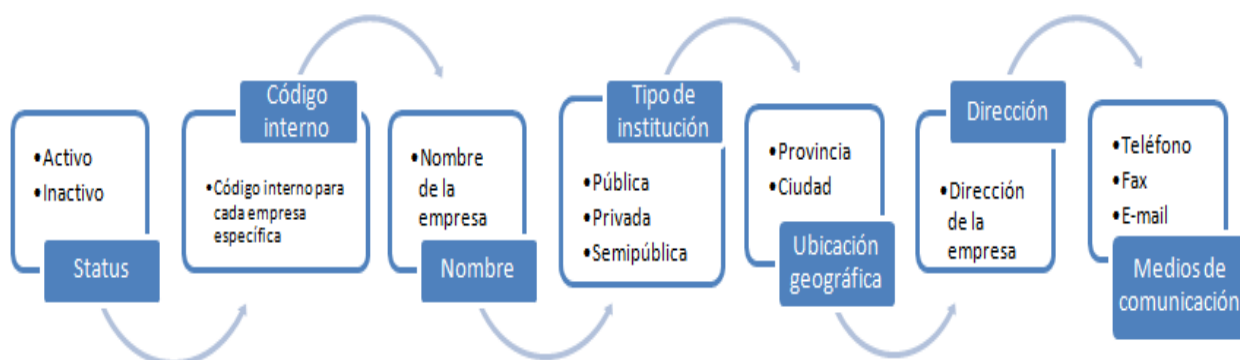 •Activo
•Inactivo
Status
Código
interno
•Código interno para
cada empresa
específica
•Nombre
de la
empresa
Nombre
Tipo de
institución
•Pública
•Privada
•Semipública
•Provincia
•Ciudad
Ubicación
geográfica
Dirección
•Dirección
de la
empresa
•Teléfono
•Fax
•E-mail
Medios de
comunicación